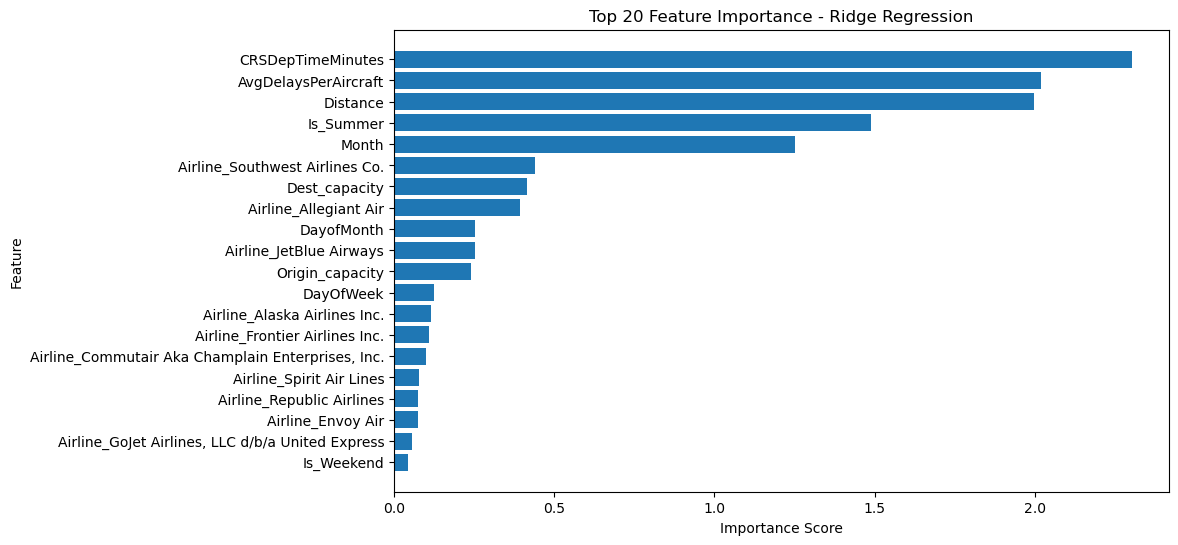 Top 20 Feature Importance - Ridge Regression
CRSDepTimeMinutes
AvgDelaysPerAircraft
Distance
Is_Summer
Month
Airline_Southwest Airlines Co.
Dest_capacity
Airline_Allegiant Air
DayofMonth
Airline_JetBlue Airways
Origin_capacity
DayOfWeek
Airline_Alaska Airlines Inc.
Airline_Frontier Airlines Inc.
Airline_Commutair Aka Champlain Enterprises, Inc.
Airline_Spirit Air Lines
Airline_Republic Airlines
Airline_Envoy Air
Airline_GoJet Airlines, LLC d/b/a United Express
Is_Weekend
Feature
0.0 0.5 1.0 1.5 2.0
Importance Score